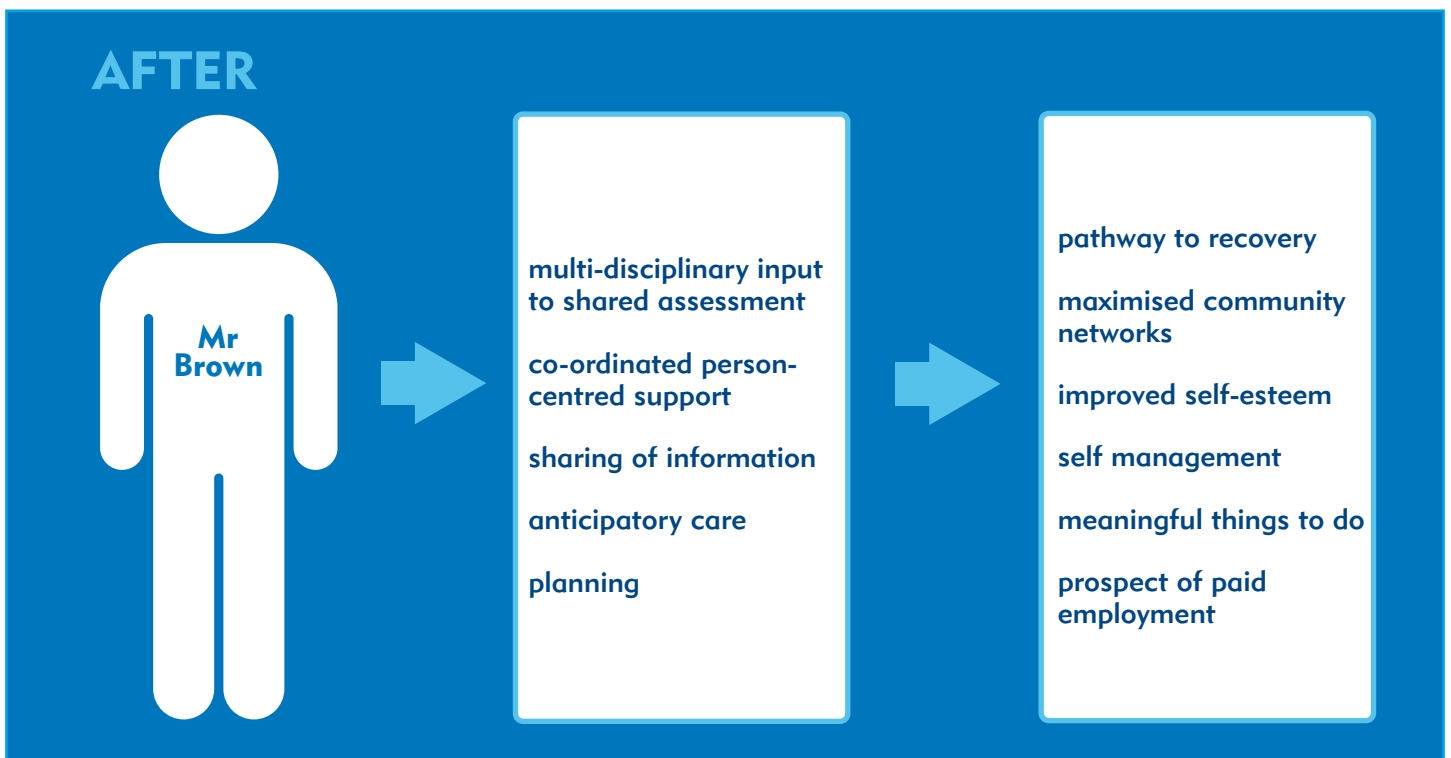 AFTER
Mr
Brown
multi-disciplinary input
to shared assessment
co-ordinated person-
centred support
sharing of information
anticipatory care
planning
pathway to recovery
maximised community
networks
improved self-esteem
self management
meaningful things to do
prospect of paid
employment